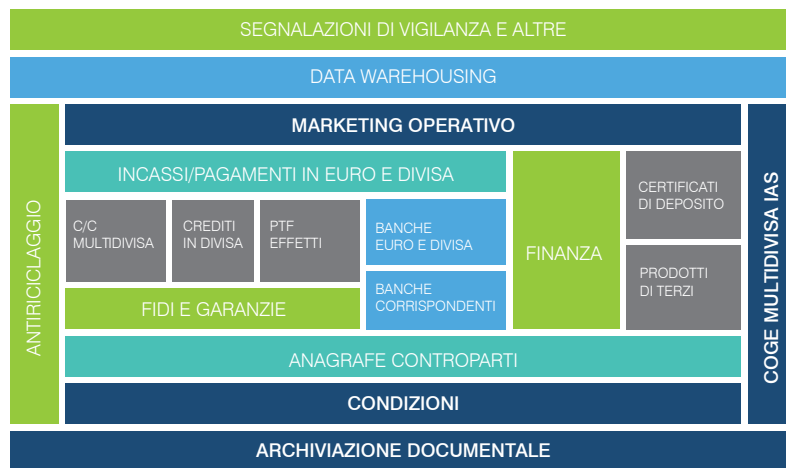 SEGNALAZIONI DI VIGILANZA E ALTRE
DATA WAREHOUSING
ANTIRICICLAGGIO
MARKETING OPERATIVO
INCASSI/PAGAMENTI IN EURO E DIVISA
C/C
MULTIDIVISA
CREDITI
IN DIVISA
PTF
EFFETTI
BANCHE
EURO E DIVISA
BANCHE
CORRISPONDENTI
FIDI E GARANZIE
FINANZA
CERTIFICATI
DI DEPOSITO
PRODOTTI
DI TERZI
COGE MULTIDIVISA IAS
ANAGRAFE CONTROPARTI
CONDIZIONI
ARCHIVIAZIONE DOCUMENTALE